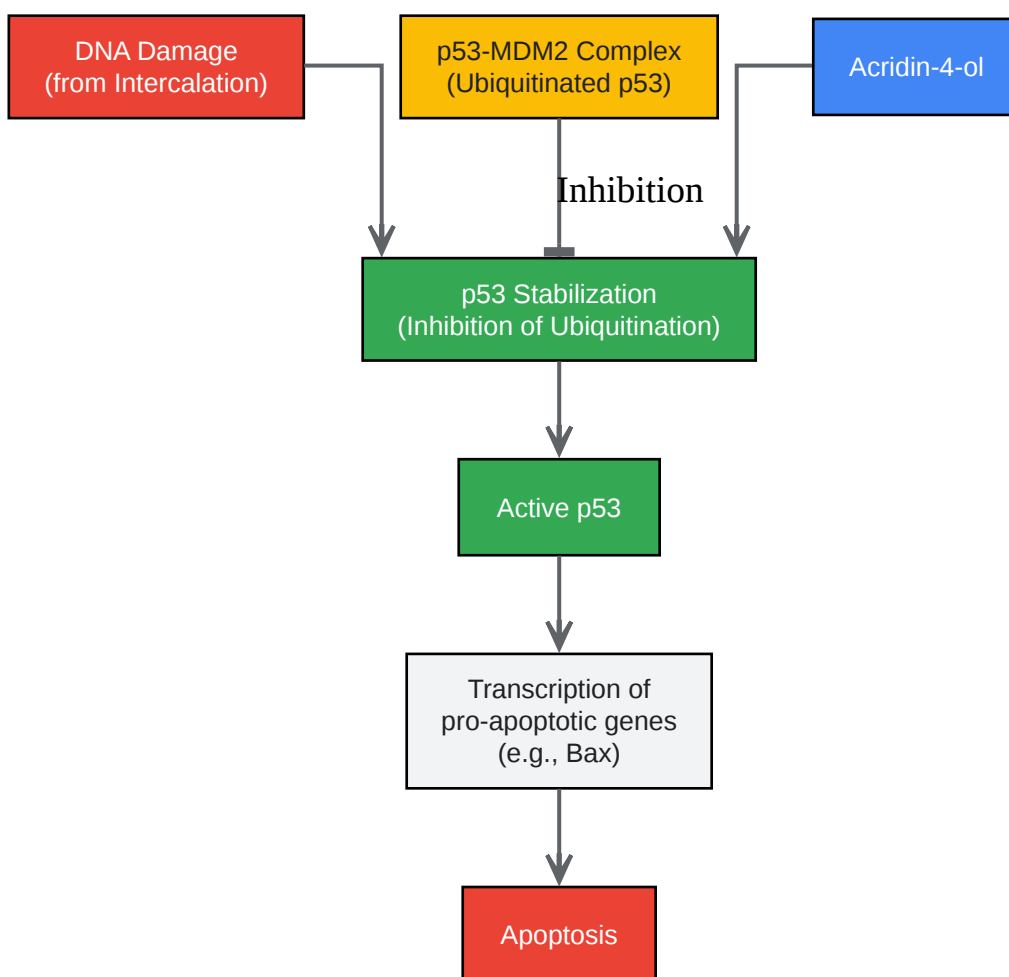 DNA Damage
(from Intercalation)
p53-MDM2 Complex
(Ubiquitinated p53)
Acridin-4-ol
Inhibition
p53 Stabilization
(Inhibition of Ubiquitination)
Active p53
Transcription of
pro-apoptotic genes
(e.g., Bax)
Apoptosis